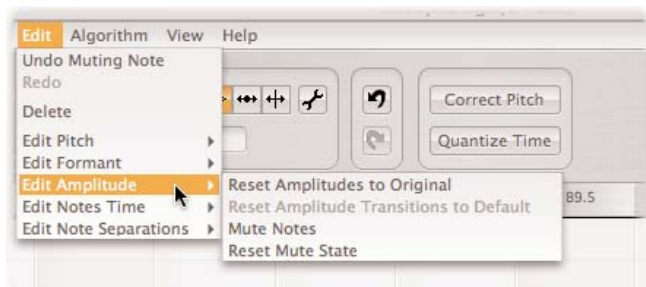 Edit Algorithm View Help
Undo Muting Note
Redo
Delete
Correct Pitch
Edit Pitch
Quantize Time
Edit Formant
Edit Amplitude
Reset Amplitudes to Original
89.5
Edit Notes Time
Reset Amplitude Transitions to Default
Edit Note Separations
Mute Notes
Reset Mute State